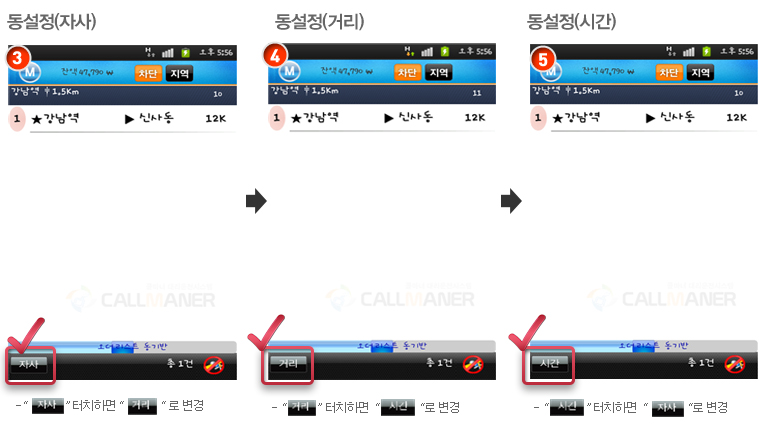 동설정(자사)
3
H
오후 5:56
M
잔액 47,790 w
차단
지역
강남역 1.5Km
10
1
★강남역
▶ 신사동
12K
CALLMANER
오더리스트 동기반
자사
총 1건
- " 자사 " 터치하면 " 거리 " 로 변경
동설정(거리)
4
H
오후 5:56
M
잔액 47,790 w
차단
지역
강남역 1.5Km
11
1
★강남역
▶ 신사동
12K
CALLMANER
오더리스트 동기반
거리
총 1건
- " 거리 " 터치하면 " 시간 "로 변경
동설정(시간)
5
H
오후 5:56
M
잔액 47,790 w
차단
지역
강남역 1.5Km
10
1
★강남역
▶ 신사동
12K
CALLMANER
오더리스트 동기반
시간
총 1건
- " 시간 " 터치하면 " 자사 "로 변경